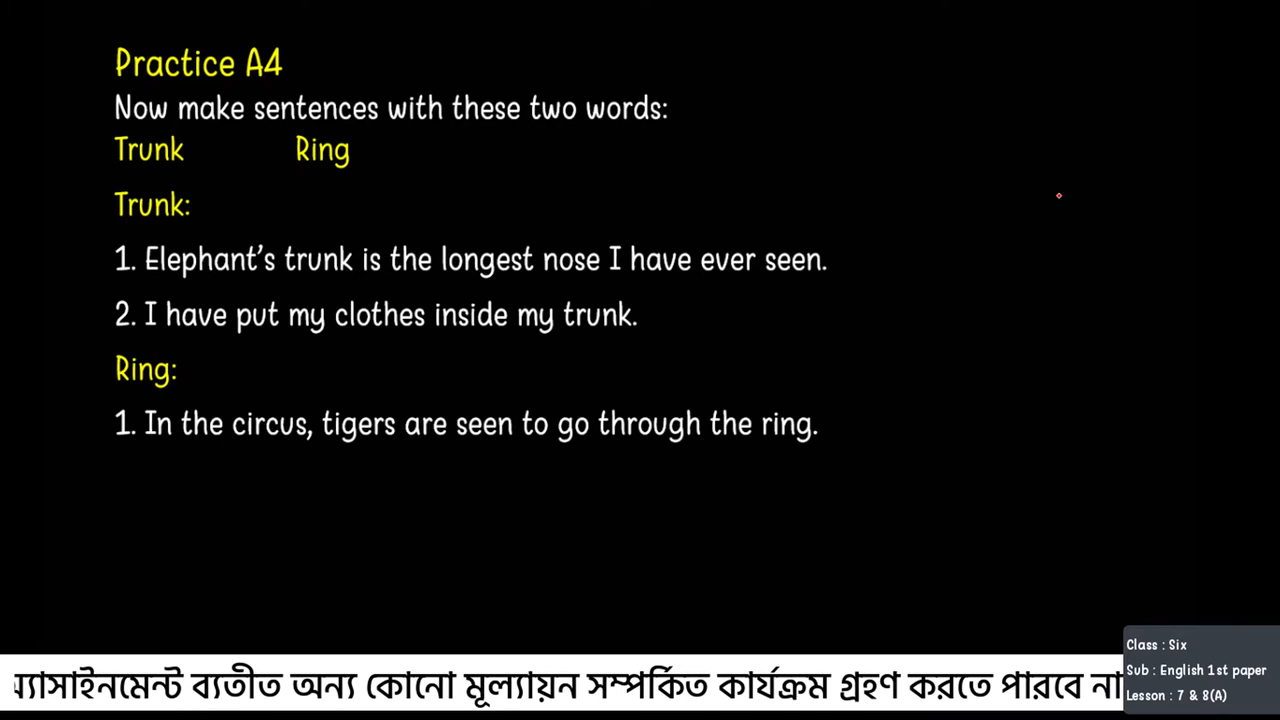 Practice A4
Now make sentences with these two words:
Trunk Ring
Trunk:
1. Elephant's trunk is the longest nose I have ever seen.
2. I have put my clothes inside my trunk.
Ring:
1. In the circus, tigers are seen to go through the ring.
ব্যতীত অন্য কোনো মূল্যায়ন সম্পর্কিত কার্যক্রম গ্রহণ করতে পারবে না
Class : Six
Sub : English 1st paper
Lesson : 7 & 8(A)